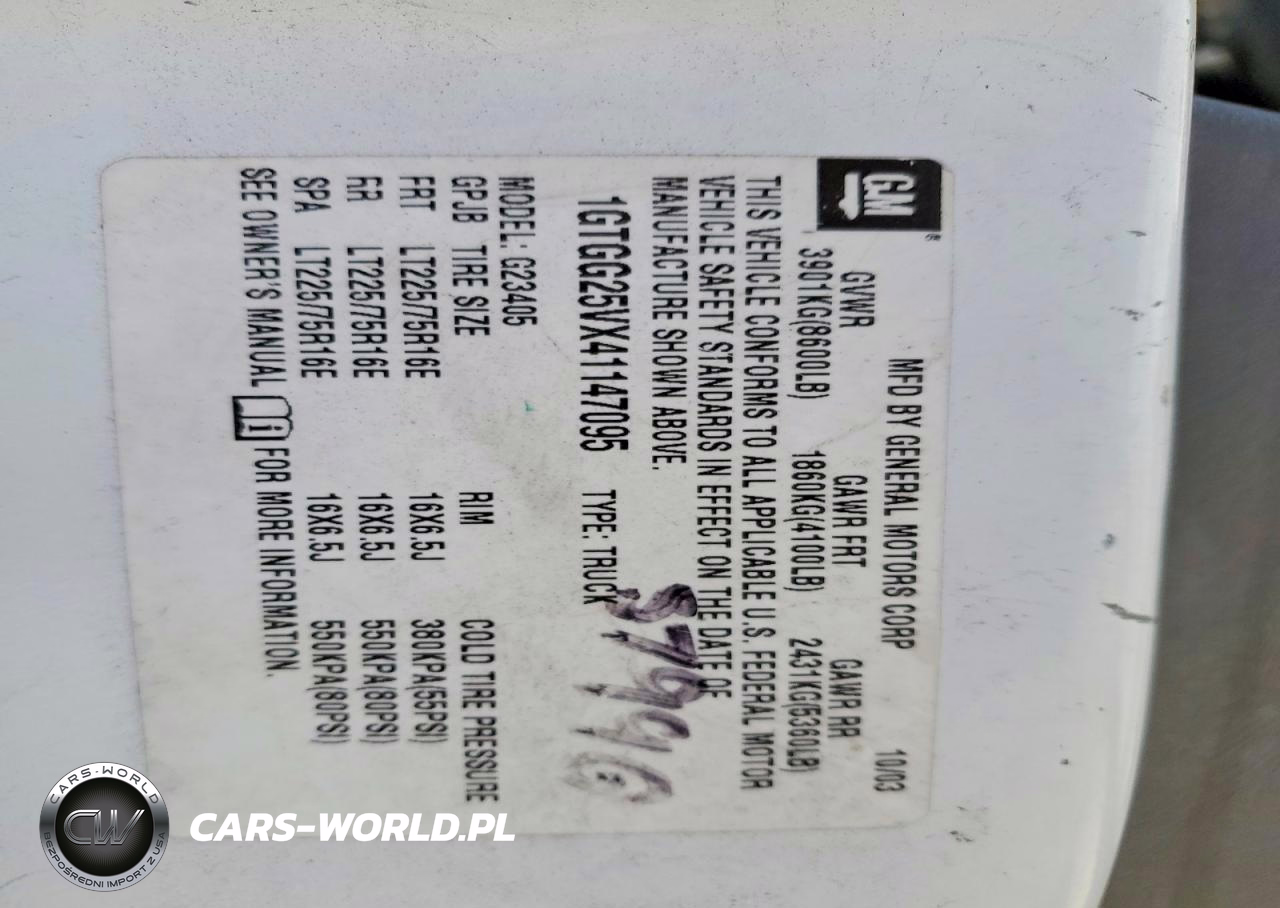 GM®
MFD BY GENERAL MOTORS CORP 10/03
GVWR GAWR FRT GAWR RR
3901KG(8600LB) 1860KG(4100LB) 2431KG(5360LB)
THIS VEHICLE CONFORMS TO ALL APPLICABLE U.S. FEDERAL MOTOR
VEHICLE SAFETY STANDARDS IN EFFECT ON THE DATE OF
MANUFACTURE SHOWN ABOVE.
1GTGG25VX41147095 TYPE: TRUCK
MODEL: G23405
GPJB TIRE SIZE RIM COLD TIRE PRESSURE
FRT LT225/75R16E 16X6.5J 380KPA(55PSI)
RR LT225/75R16E 16X6.5J 550KPA(80PSI)
SPA LT225/75R16E 16X6.5J 550KPA(80PSI)
SEE OWNER'S MANUAL i FOR MORE INFORMATION.
CARS-WORLD
CW
BEZPOŚREDNI IMPORT Z USA
CARS-WORLD.PL